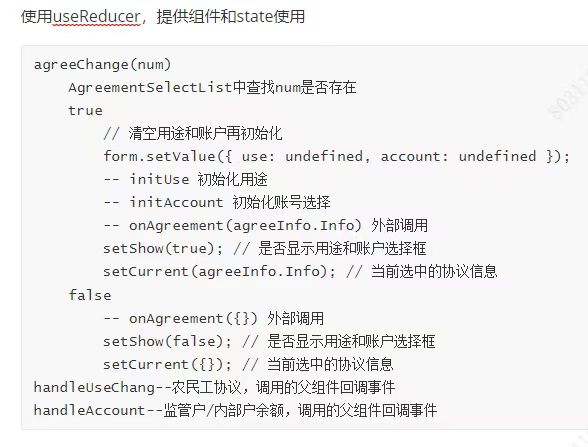 使用useReducer，提供组件和state使用
agreeChange(num)
AgreementSelectList中查找num是否存在
true
// 清空用途和账户再初始化
form.setValue({ use: undefined, account: undefined });
-- initUse 初始化用途
-- initAccount 初始化账号选择
-- onAgreement(agreeInfo.Info) 外部调用
setShow(true); // 是否显示用途和账户选择框
setCurrent(agreeInfo.Info); // 当前选中的协议信息
false
-- onAgreement({}) 外部调用
setShow(false); // 是否显示用途和账户选择框
setCurrent({}); // 当前选中的协议信息
handleUseChang--农民工协议，调用的父组件回调事件
handleAccount--监管户/内部户余额，调用的父组件回调事件